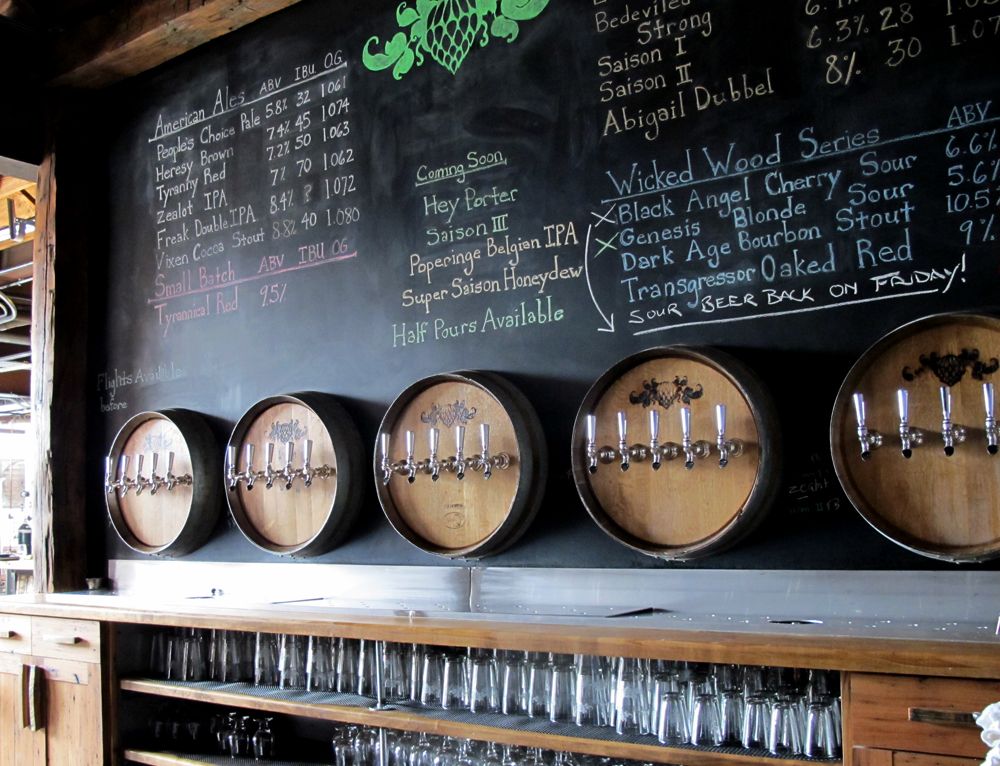 American Ales ABV IBU O.G
People's Choice Pale 5.8% 32 1.061
Heresy Brown 7.4% 45 1.074
Tyranny Red 7.2% 50 1.063
Zealot IPA 7% 70 1.062
Freak Double IPA 8.4% ? 1.072
Vixen Cocoa Stout 8.8% 40 1.080
Small Batch ABV IBU OG
Tyrannical Red 9.5%
Flights Available
before
Coming Soon
Hey Porter
Saison III
Poperinge Belgian IPA
Super Saison Honeydew
Half Pours Available
Bedeviled
Strong
Saison I 6.3% 28
Saison II
Abigail Dubbel 8% 30
Wicked Wood Series ABV
Black Angel Cherry Sour 6.6%
Genesis Blonde Sour 5.6%
Dark Age Bourbon Stout 10.5%
Transgressor Oaked Red 9%
SOUR BEER BACK ON FRIDAY!